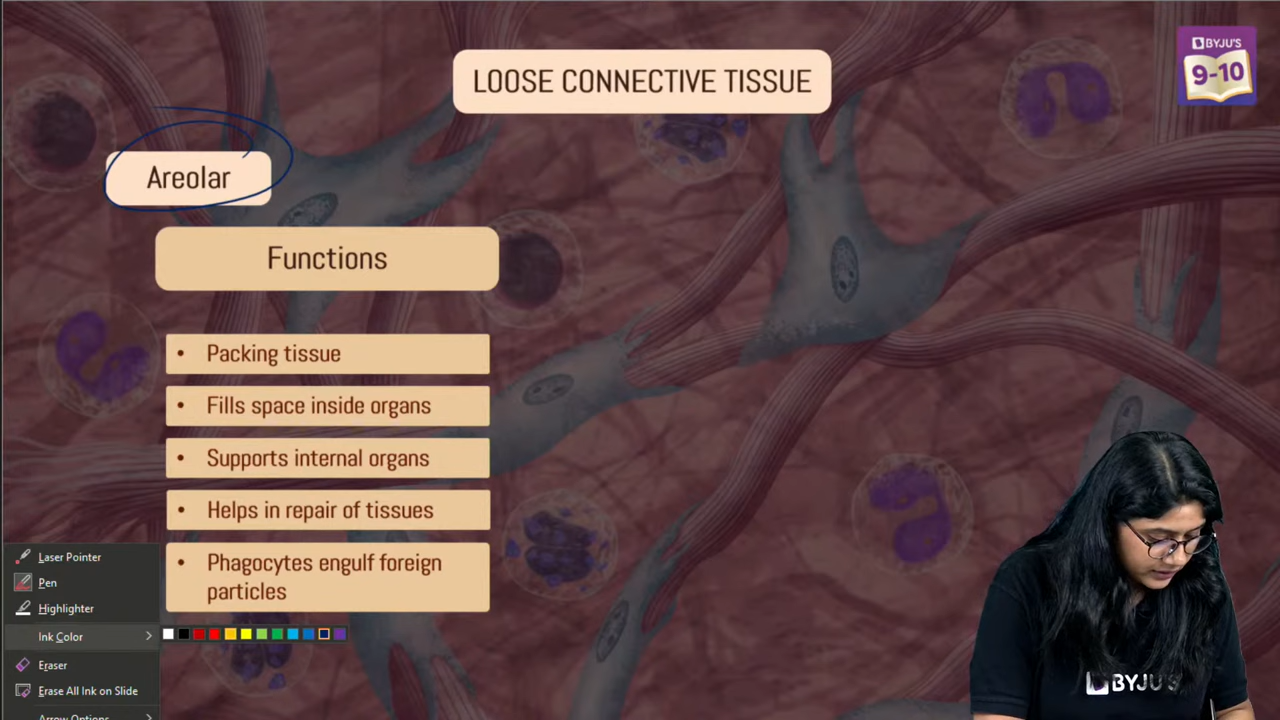 LOOSE CONNECTIVE TISSUE
BYJU'S
9-10
Areolar
Functions
• Packing tissue
• Fills space inside organs
• Supports internal organs
• Helps in repair of tissues
• Phagocytes engulf foreign
particles
Laser Pointer
Pen
Highlighter
Ink Color
Eraser
Erase All Ink on Slide
Arrow Options
BYJU'S